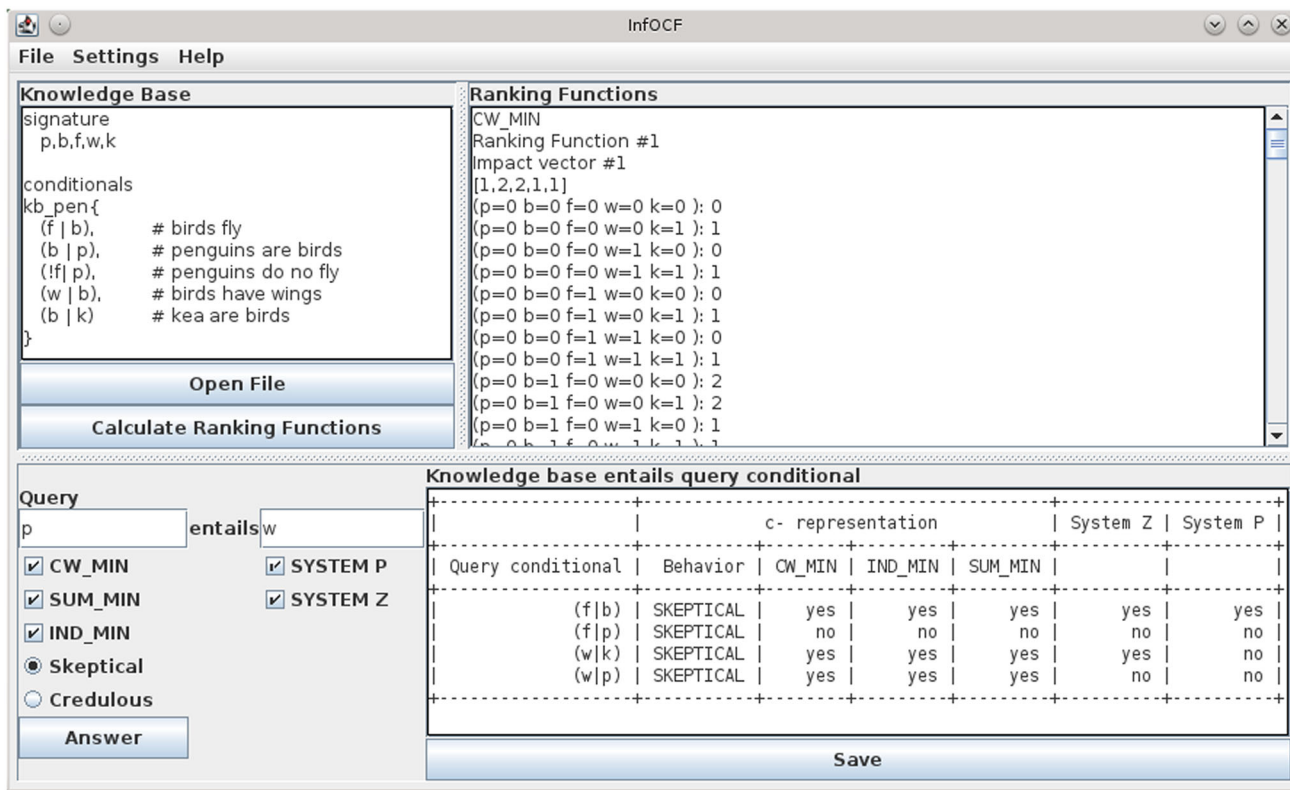 InfOCF
File Settings Help
Knowledge Base
signature
p,b,f,w,k
conditionals
kb_pen{
(f | b), # birds fly
(b | p), # penguins are birds
(!f| p), # penguins do no fly
(w | b), # birds have wings
(b | k) # kea are birds
}
Open File
Calculate Ranking Functions
Ranking Functions
CW_MIN
Ranking Function #1
Impact vector #1
[1,2,2,1,1]
(p=0 b=0 f=0 w=0 k=0 ): 0
(p=0 b=0 f=0 w=0 k=1 ): 1
(p=0 b=0 f=0 w=1 k=0 ): 0
(p=0 b=0 f=0 w=1 k=1 ): 1
(p=0 b=0 f=1 w=0 k=0 ): 0
(p=0 b=0 f=1 w=0 k=1 ): 1
(p=0 b=0 f=1 w=1 k=0 ): 0
(p=0 b=0 f=1 w=1 k=1 ): 1
(p=0 b=1 f=0 w=0 k=0 ): 2
(p=0 b=1 f=0 w=0 k=1 ): 2
(p=0 b=1 f=0 w=1 k=0 ): 1
Query
p entails w
CW_MIN SYSTEM P
SUM_MIN SYSTEM Z
IND_MIN
Skeptical
Credulous
Answer
Knowledge base entails query conditional
| | c- representation | System Z | System P |
| Query conditional | Behavior | CW_MIN | IND_MIN | SUM_MIN | | |
| (f|b) | SKEPTICAL | yes | yes | yes | yes | yes |
| (f|p) | SKEPTICAL | no | no | no | no | no |
| (w|k) | SKEPTICAL | yes | yes | yes | yes | no |
| (w|p) | SKEPTICAL | yes | yes | yes | no | no |
Save